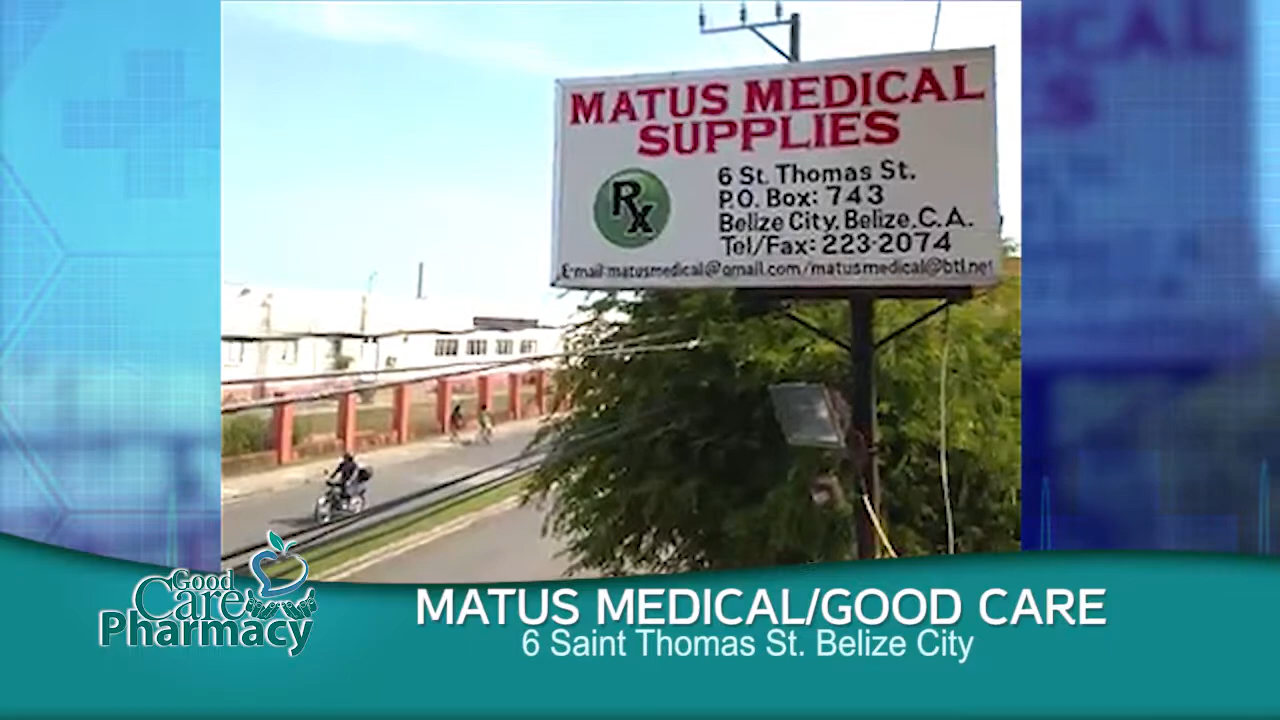 MATUS MEDICAL
SUPPLIES
Rx
6 St. Thomas St.
P.O. Box: 743
Belize City, Belize, C.A.
Tel/Fax: 223-2074
E-mail: matusmedical@gmail.com / matusmedical@btl.net
Good
Care
Pharmacy
MATUS MEDICAL/GOOD CARE
6 Saint Thomas St. Belize City